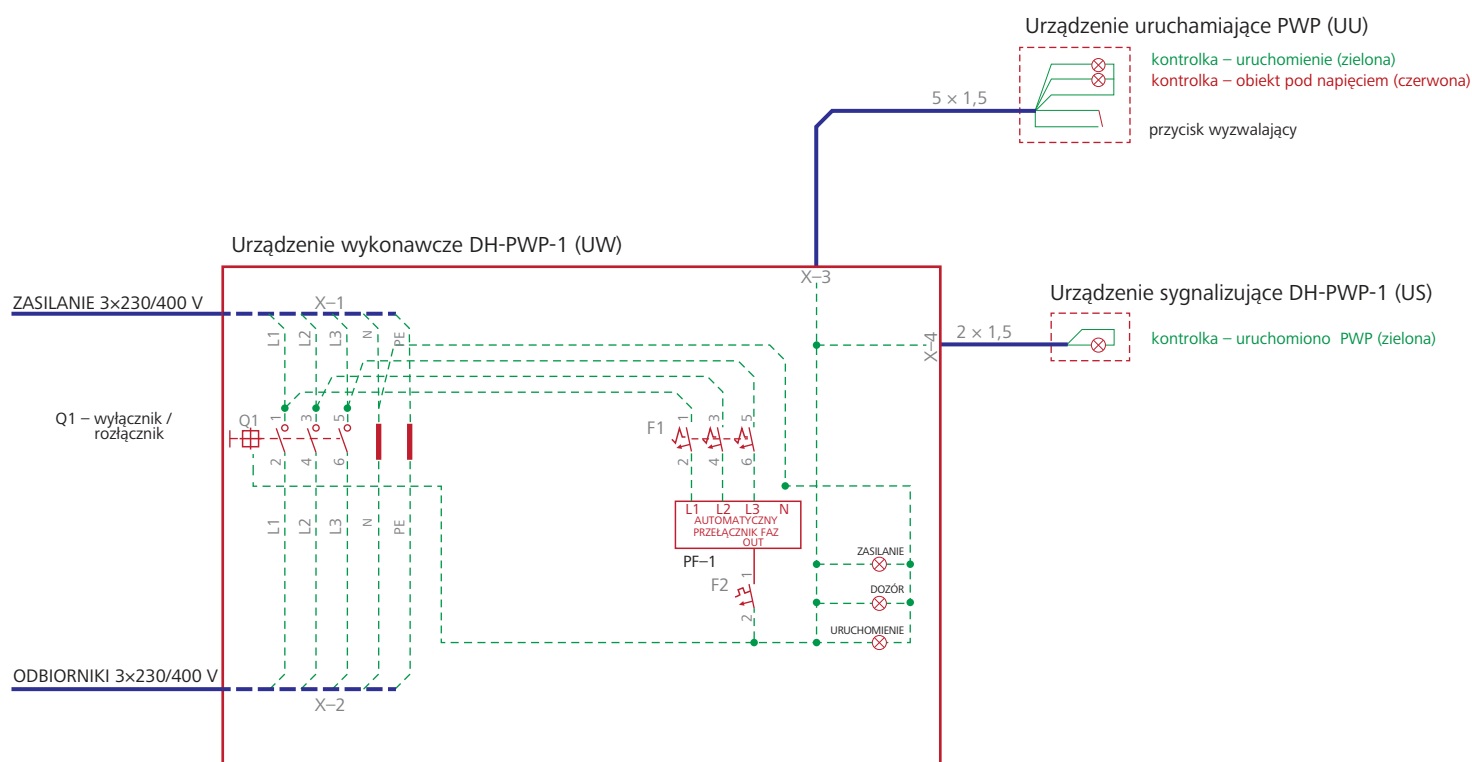 Urządzenie uruchamiające PWP (UU)
kontrolka – uruchomienie (zielona)
kontrolka – obiekt pod napięciem (czerwona)
5 × 1,5
przycisk wyzwalający
Urządzenie wykonawcze DH-PWP-1 (UW)
X–3
Urządzenie sygnalizujące DH-PWP-1 (US)
ZASILANIE 3×230/400 V
X–1
L1
L2
L3
N
PE
X–4
2 × 1,5
kontrolka – uruchomiono PWP (zielona)
Q1 – wyłącznik /
rozłącznik
Q1
1
3
5
2
4
6
F1
1
3
5
2
4
6
L1
L2
L3
N
PE
L1 L2 L3 N
AUTOMATYCZNY
PRZEŁĄCZNIK FAZ
OUT
PF–1
F2
1
2
ZASILANIE
DOZÓR
URUCHOMIENIE
ODBIORNIKI 3×230/400 V
X–2